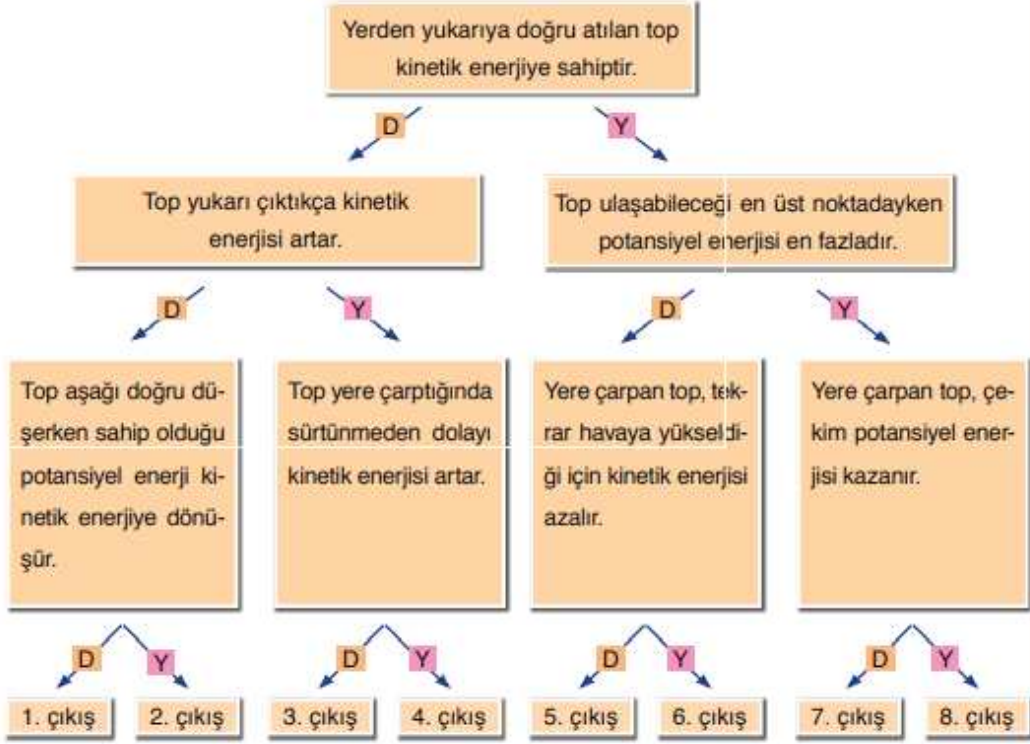 Yerden yukarıya doğru atılan top
kinetik enerjiye sahiptir.
D
Y
Top yukarı çıktıkça kinetik
enerjisi artar.
Top ulaşabileceği en üst noktadayken
potansiyel enerjisi en fazladır.
D
Y
D
Y
Top aşağı doğru dü-
şerken sahip olduğu
potansiyel enerji ki-
netik enerjiye dönü-
şür.
Top yere çarptığında
sürtünmeden dolayı
kinetik enerjisi artar.
Yere çarpan top, tek-
rar havaya yükseldi-
ği için kinetik enerjisi
azalır.
Yere çarpan top, çe-
kim potansiyel ener-
jisi kazanır.
D
Y
D
Y
D
Y
D
Y
1. çıkış
2. çıkış
3. çıkış
4. çıkış
5. çıkış
6. çıkış
7. çıkış
8. çıkış